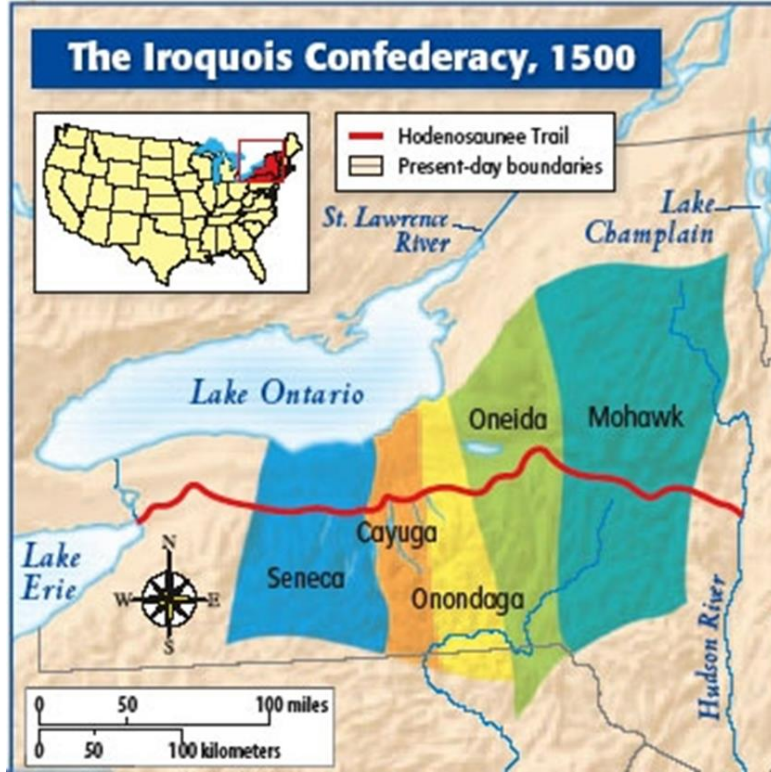 The Iroquois Confederacy, 1500
Hodenosaunee Trail
Present-day boundaries
St. Lawrence
River
Lake
Champlain
Lake Ontario
Oneida
Mohawk
Cayuga
Seneca
Onondaga
Lake
Erie
N
W
E
S
Hudson River
0 50 100 miles
0 50 100 kilometers